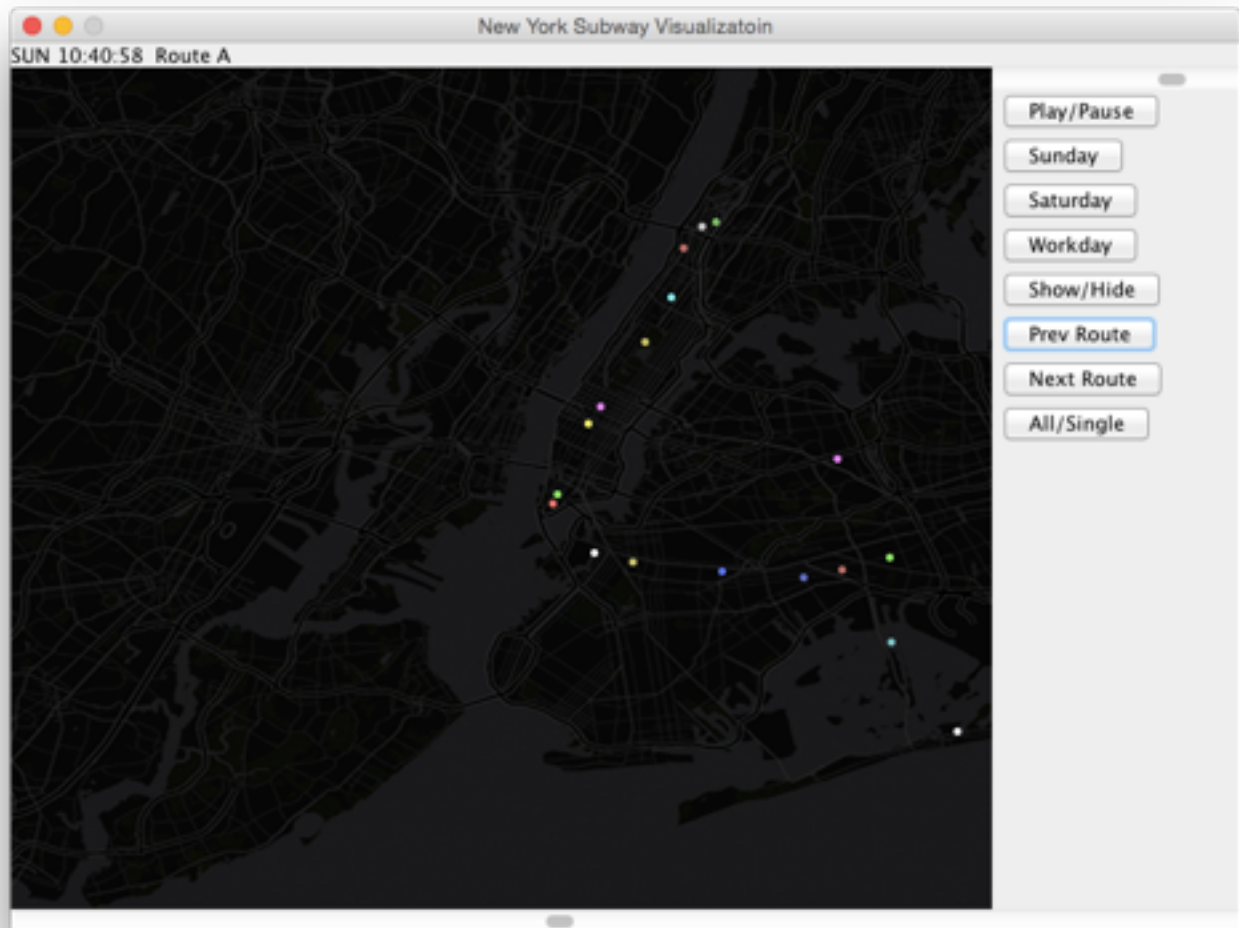 New York Subway Visualizatoin
SUN 10:40:58 Route A
Play/Pause
Sunday
Saturday
Workday
Show/Hide
Prev Route
Next Route
All/Single